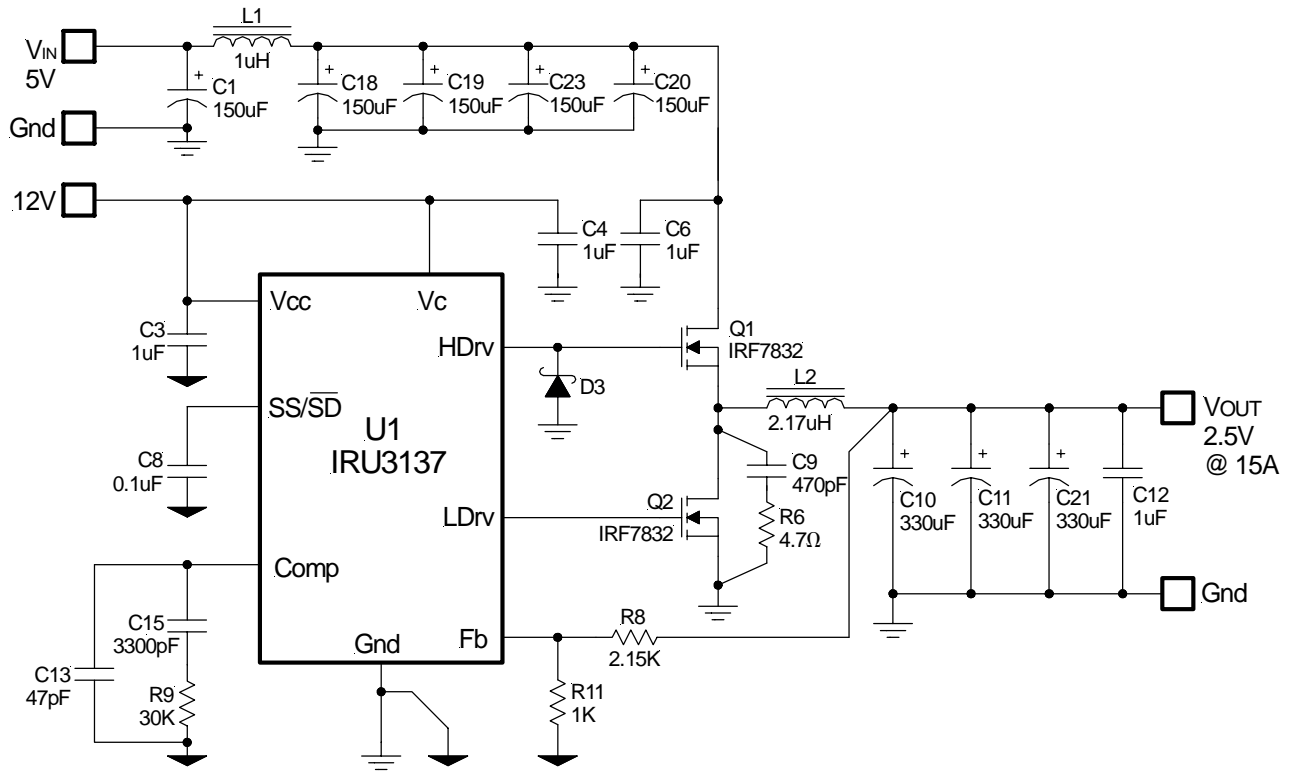 L1
1uH
VIN
5V
C1
150uF
C18
150uF
C19
150uF
C23
150uF
C20
150uF
Gnd
12V
C4
1uF
C6
1uF
Vcc
Vc
C3
1uF
HDrv
Q1
IRF7832
D3
L2
2.17uH
VOUT
2.5V
@ 15A
SS/SD
U1
IRU3137
C8
0.1uF
C9
470pF
R6
4.7Ω
C10
330uF
C11
330uF
C21
330uF
C12
1uF
LDrv
Q2
IRF7832
Comp
Gnd
C15
3300pF
Gnd
Fb
R8
2.15K
C13
47pF
R9
30K
R11
1K